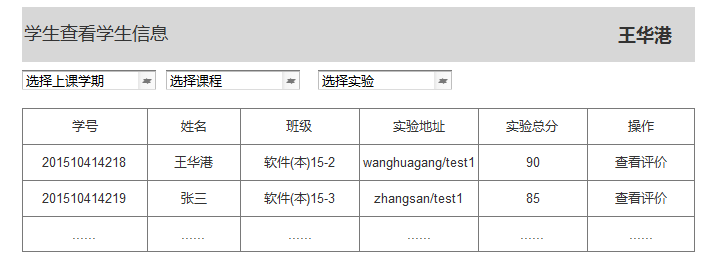 学生查看学生信息 王华港
选择上课学期 选择课程 选择实验
学号 姓名 班级 实验地址 实验总分 操作
201510414218 王华港 软件(本)15-2 wanghuagang/test1 90 查看评价
201510414219 张三 软件(本)15-3 zhangsan/test1 85 查看评价
...... ...... ...... ...... ...... ......